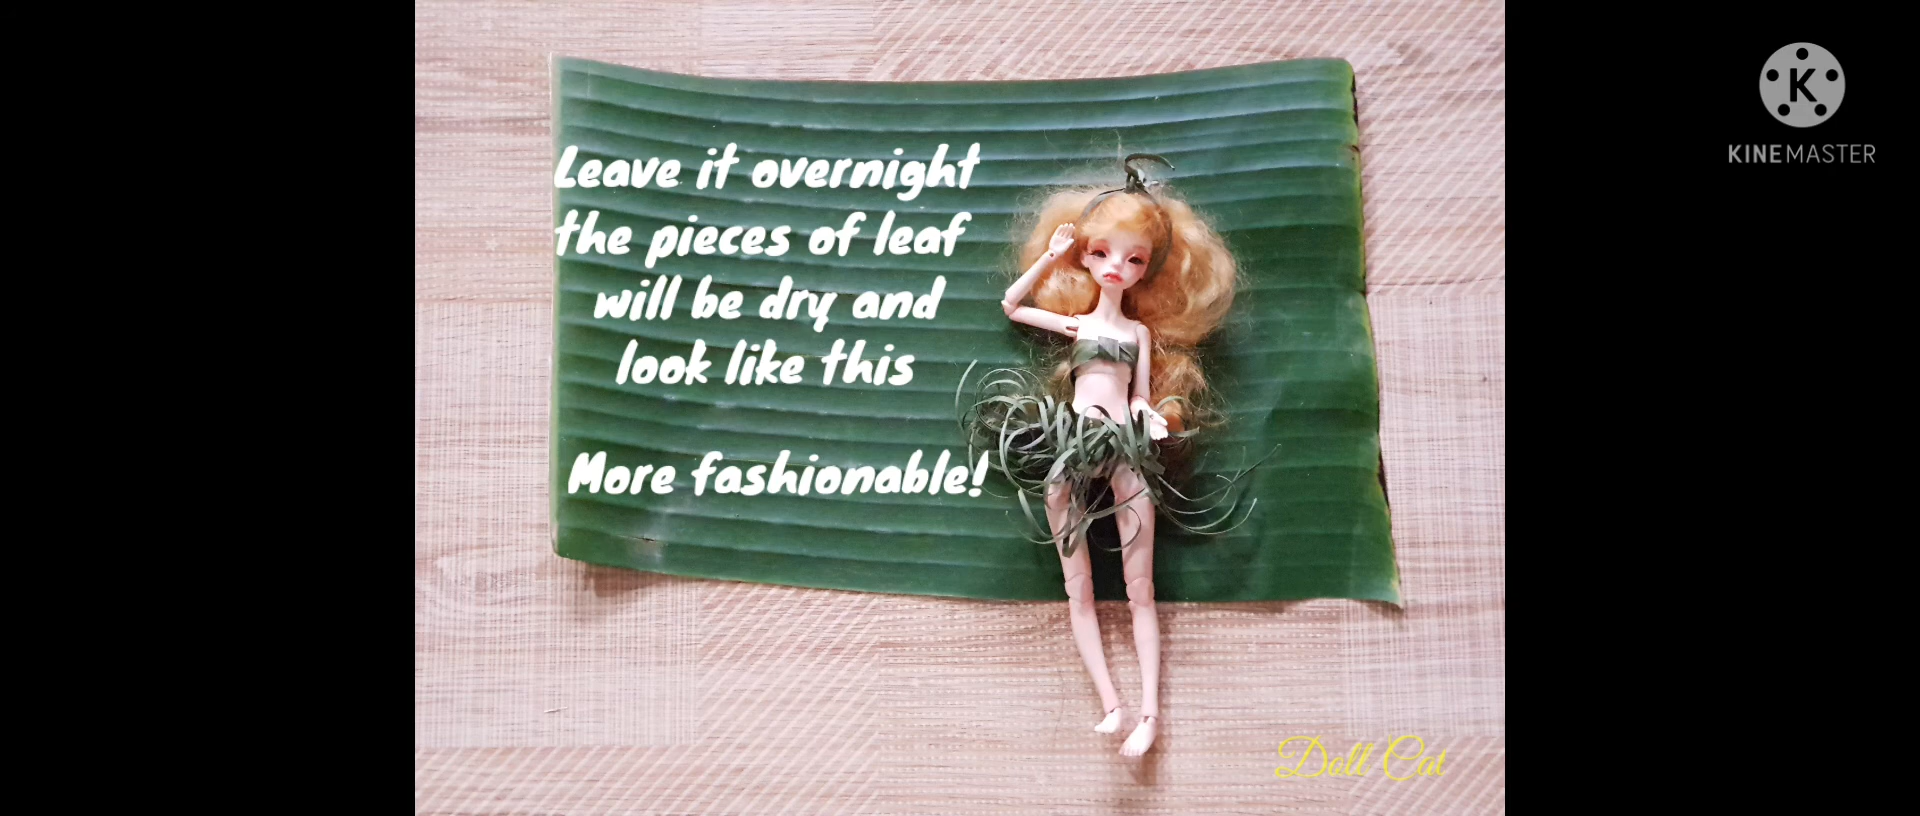 Leave it overnight
the pieces of leaf
will be dry and
look like this
More fashionable!
K
KINEMASTER
Doll Cat